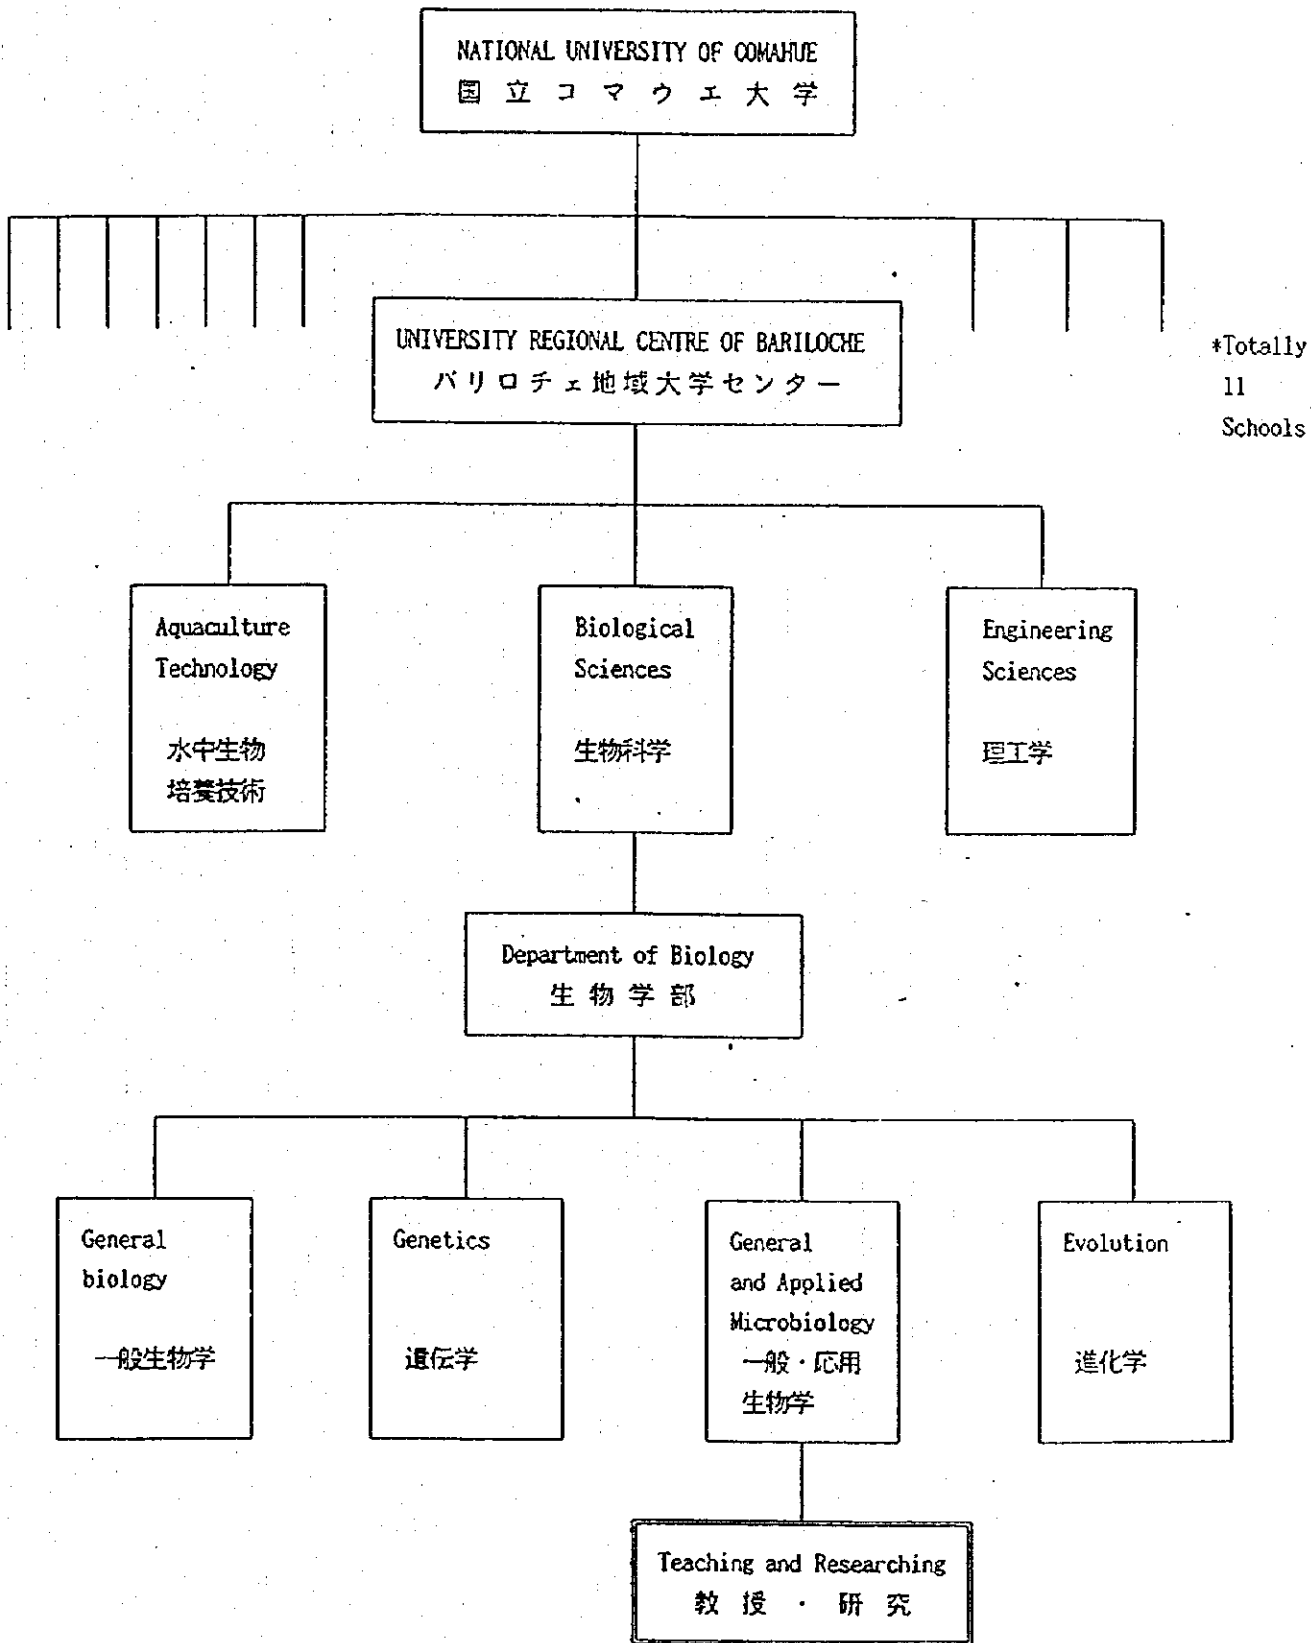 NATIONAL UNIVERSITY OF COMAHUE
国立コマウエ大学
UNIVERSITY REGIONAL CENTRE OF BARILOCHE
バリロチェ地域大学センター
*Totally
11
Schools
Aquaculture
Technology
水中生物
培養技術
Biological
Sciences
生物科学
Engineering
Sciences
理工学
Department of Biology
生物学部
General
biology
一般生物学
Genetics
遺伝学
General
and Applied
Microbiology
一般・応用
生物学
Evolution
進化学
Teaching and Researching
教授・研究